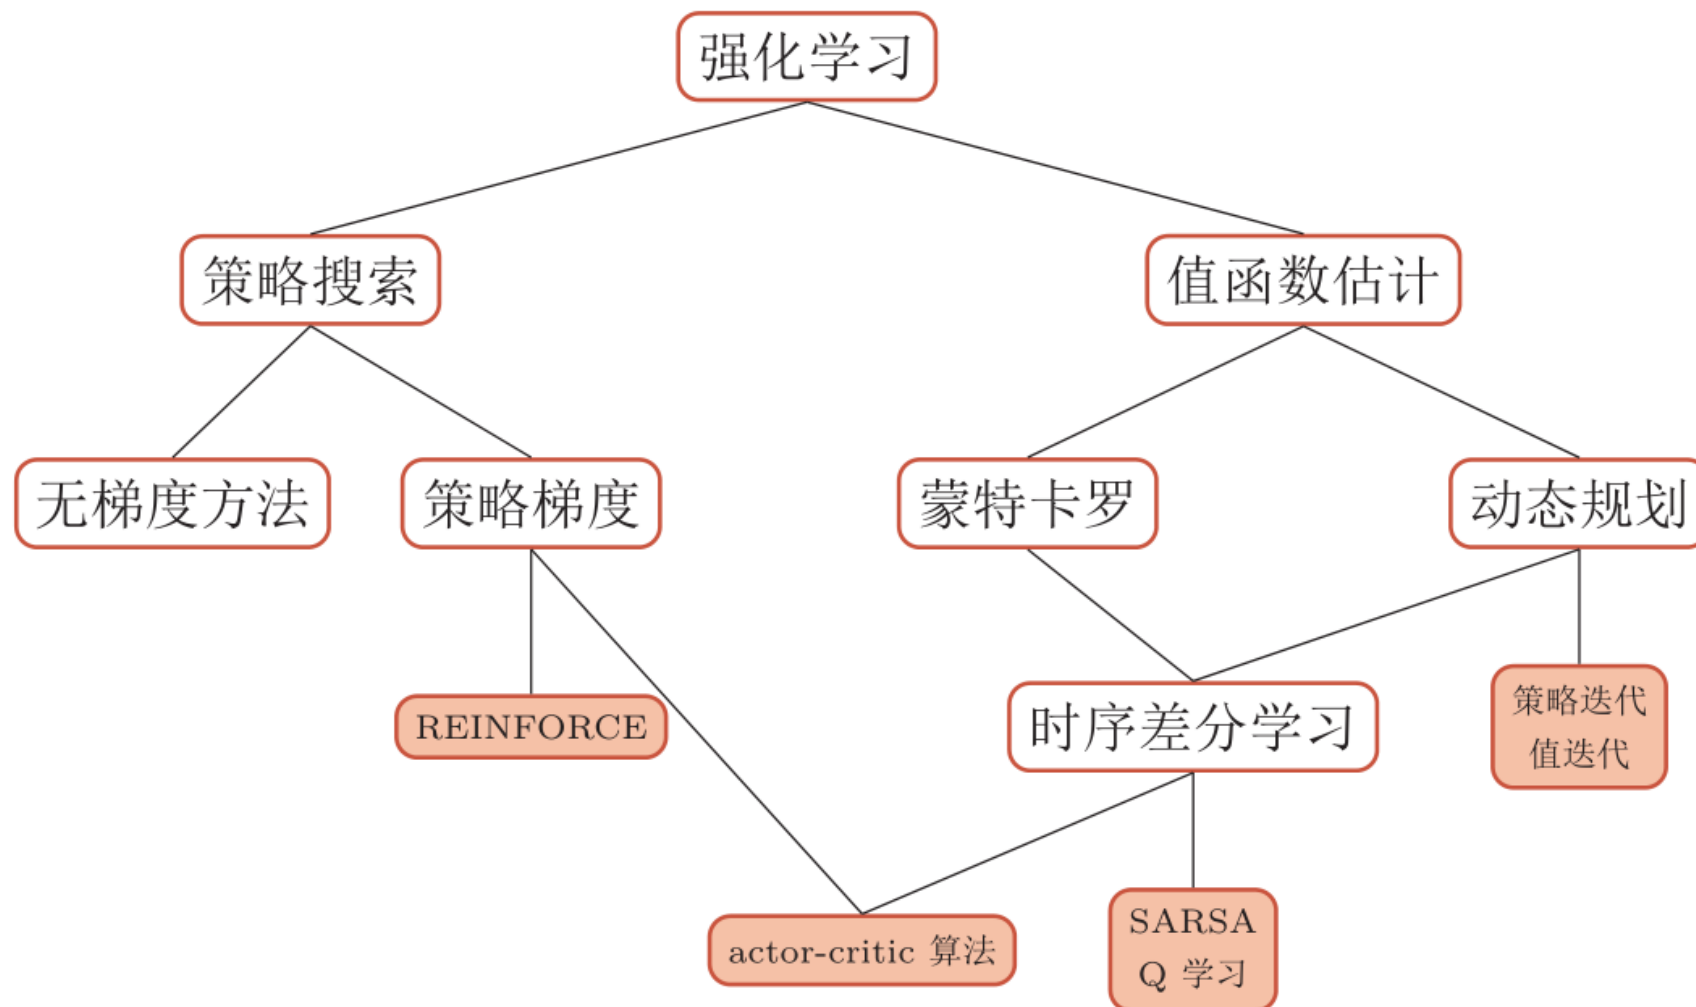 强化学习
策略搜索
值函数估计
无梯度方法
策略梯度
蒙特卡罗
动态规划
REINFORCE
时序差分学习
策略迭代
值迭代
actor-critic 算法
SARSA
Q 学习